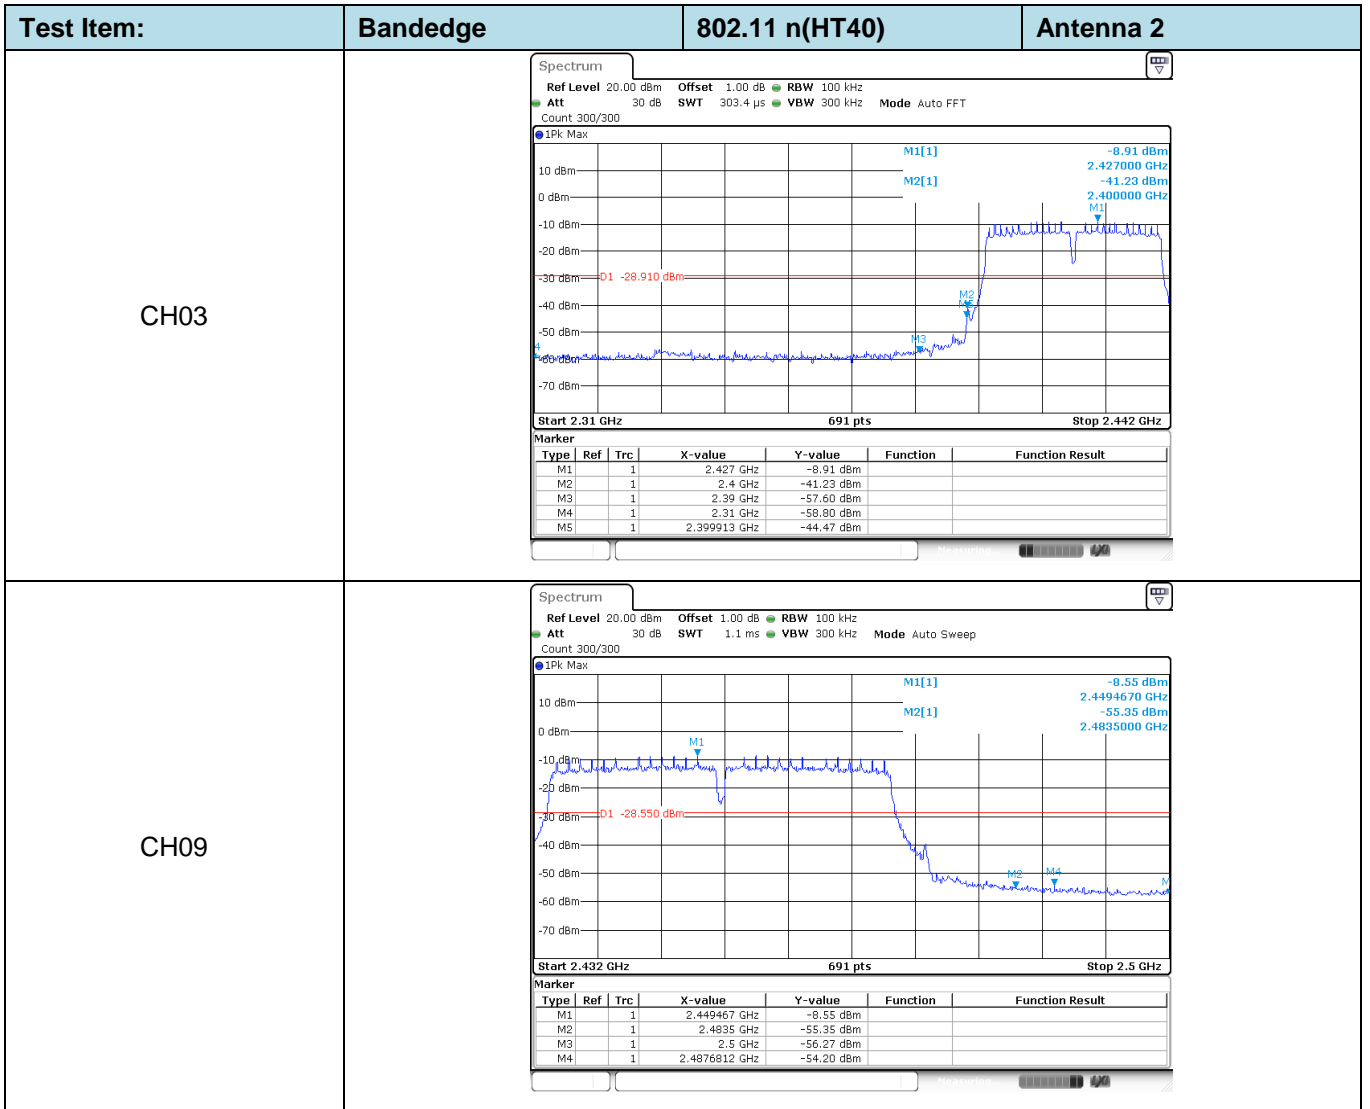 Test Item: Bandedge 802.11 n(HT40) Antenna 2
CH03
Spectrum
Ref Level 20.00 dBm Offset 1.00 dB RBW 100 kHz
Att 30 dB SWT 303.4 µs VBW 300 kHz Mode Auto FFT
Count 300/300
1Pk Max
M1[1] -8.91 dBm
2.427000 GHz
M2[1] -41.23 dBm
2.400000 GHz
10 dBm
0 dBm
-10 dBm
-20 dBm
-30 dBm
-40 dBm
-50 dBm
-60 dBm
-70 dBm
D1 -28.910 dBm
M1
M2
M3
4
Start 2.31 GHz 691 pts Stop 2.442 GHz
Marker
Type Ref Trc X-value Y-value Function Function Result
M1 1 2.427 GHz -8.91 dBm
M2 1 2.4 GHz -41.23 dBm
M3 1 2.39 GHz -57.60 dBm
M4 1 2.31 GHz -58.80 dBm
M5 1 2.399913 GHz -44.47 dBm
Measuring...
CH09
Spectrum
Ref Level 20.00 dBm Offset 1.00 dB RBW 100 kHz
Att 30 dB SWT 1.1 ms VBW 300 kHz Mode Auto Sweep
Count 300/300
1Pk Max
M1[1] -8.55 dBm
2.4494670 GHz
M2[1] -55.35 dBm
2.4835000 GHz
10 dBm
0 dBm
-10 dBm
-20 dBm
-30 dBm
-40 dBm
-50 dBm
-60 dBm
-70 dBm
D1 -28.550 dBm
M1
M2
M4
M
Start 2.432 GHz 691 pts Stop 2.5 GHz
Marker
Type Ref Trc X-value Y-value Function Function Result
M1 1 2.449467 GHz -8.55 dBm
M2 1 2.4835 GHz -55.35 dBm
M3 1 2.5 GHz -56.27 dBm
M4 1 2.4876812 GHz -54.20 dBm
Measuring...